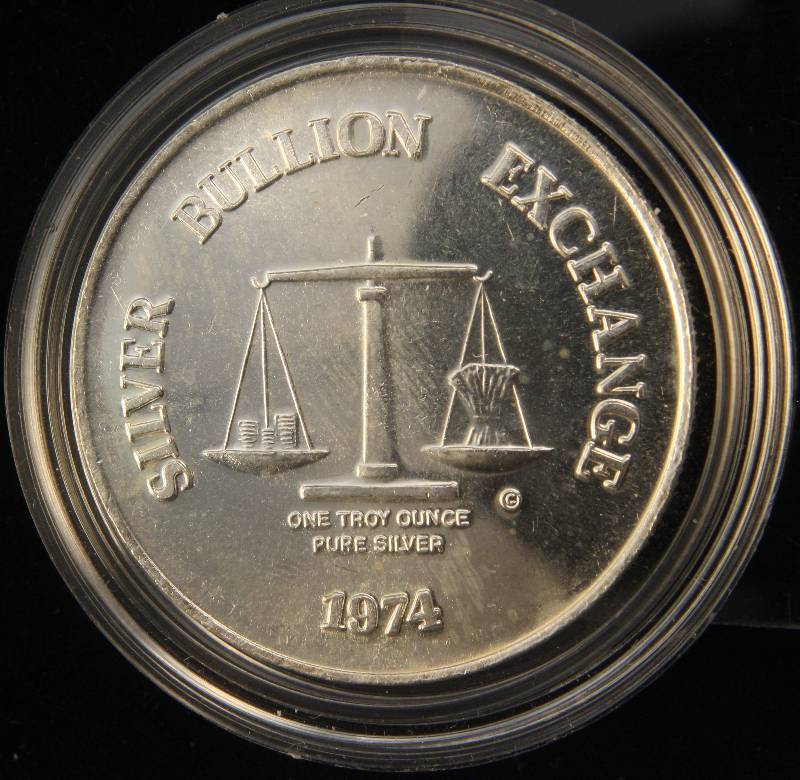 SILVER BULLION EXCHANGE
©
ONE TROY OUNCE
PURE SILVER
1974